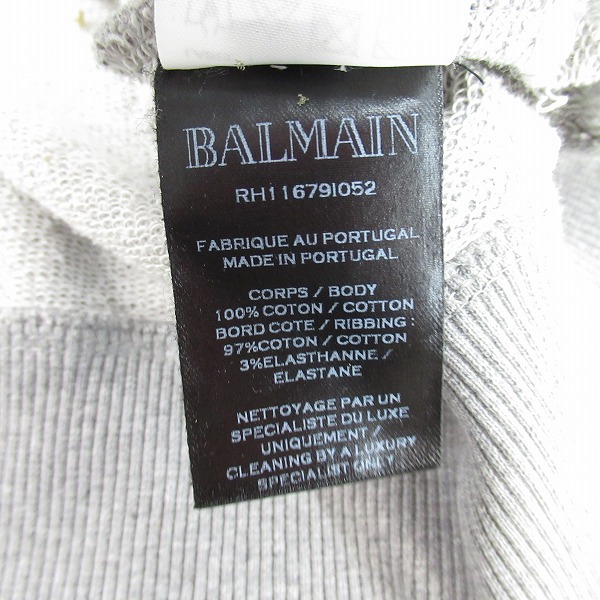 BALMAIN
RH11679I052
FABRIQUE AU PORTUGAL
MADE IN PORTUGAL
CORPS / BODY
100% COTON / COTTON
BORD COTE / RIBBING :
97%COTON / COTTON
3%ELASTHANNE /
ELASTANE
NETTOYAGE PAR UN
SPECIALISTE DU LUXE
UNIQUEMENT /
CLEANING BY A LUXURY
SPECIALIST ONLY